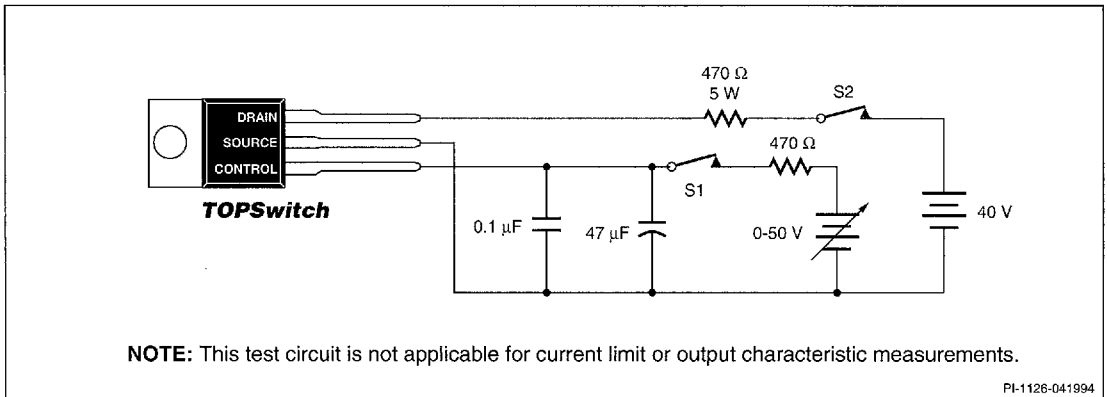 470 Ω
5 W
S2
DRAIN
SOURCE
CONTROL
470 Ω
S1
TOPSwitch
0.1 μF
47 μF
0-50 V
40 V
NOTE: This test circuit is not applicable for current limit or output characteristic measurements.
PI-1126-041994